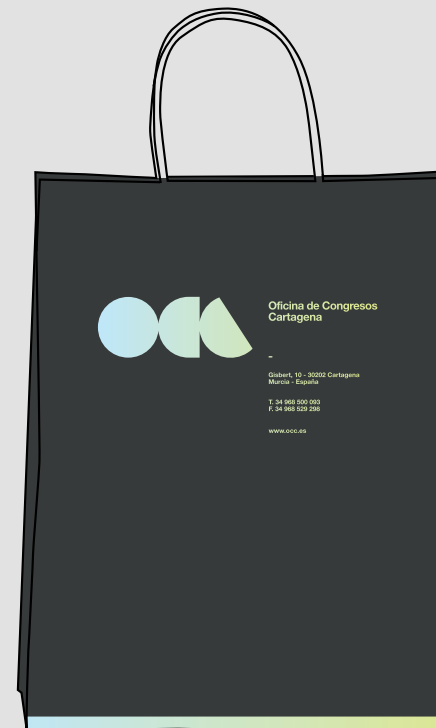 Oficina de Congresos
Cartagena
-
Gisbert, 10 - 30202 Cartagena
Murcia - España
T. 34 968 500 093
F. 34 968 529 298
www.occ.es